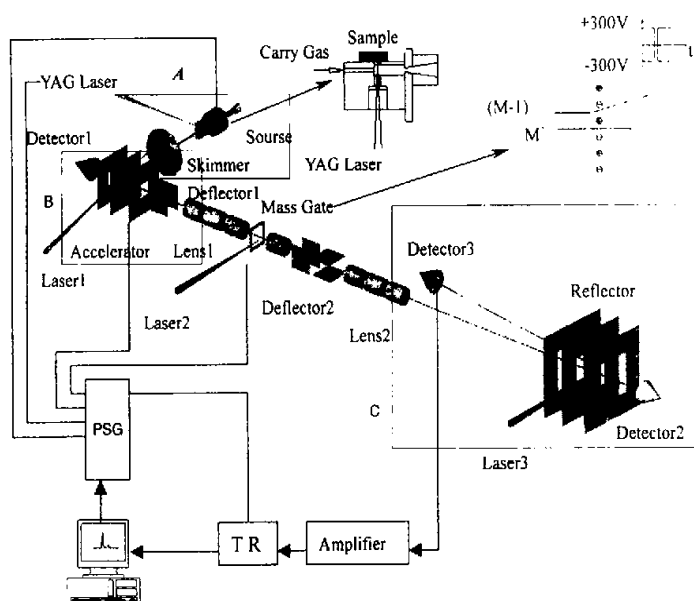 +300V
t
-300V
Sample
Carry Gas
A
YAG Laser
(M-1)
M
Detector1
Sourse
Skimmer
YAG Laser
Deflector1
Mass Gate
B
Accelerator
Lens1
Detector3
Laser1
Deflector2
Reflector
Laser2
Lens2
PSG
C
Detector2
Laser3
T R
Amplifier